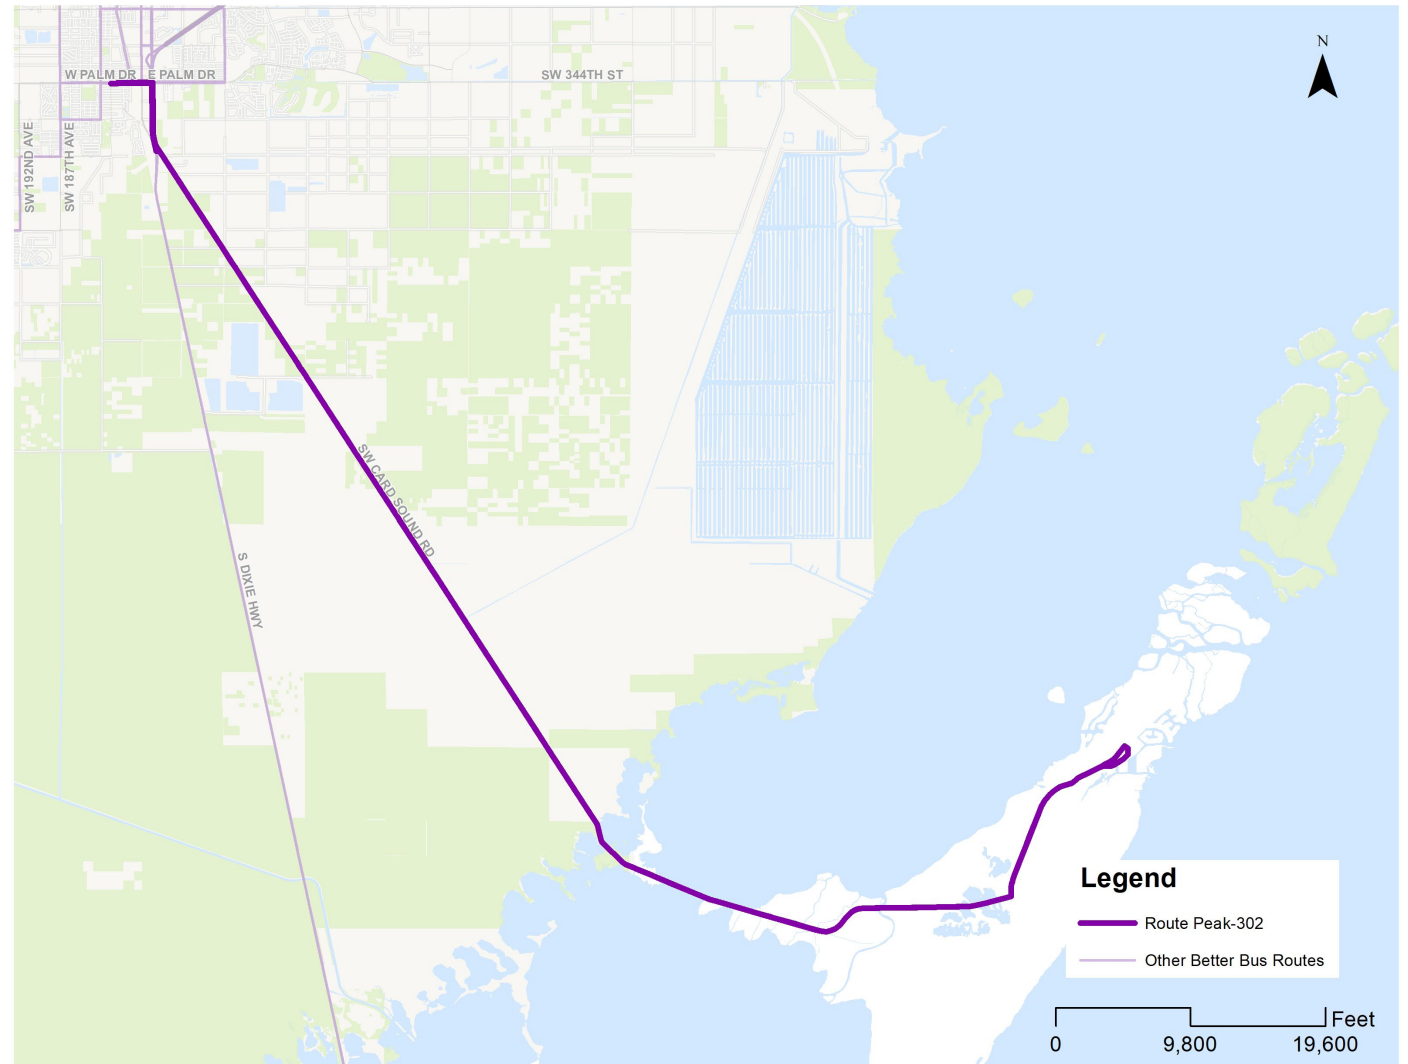 N
W PALM DR
E PALM DR
SW 344TH ST
SW 192ND AVE
SW 187TH AVE
SW CARD SOUND RD
S DIXIE HWY
Legend
Route Peak-302
Other Better Bus Routes
Feet
0 9,800 19,600